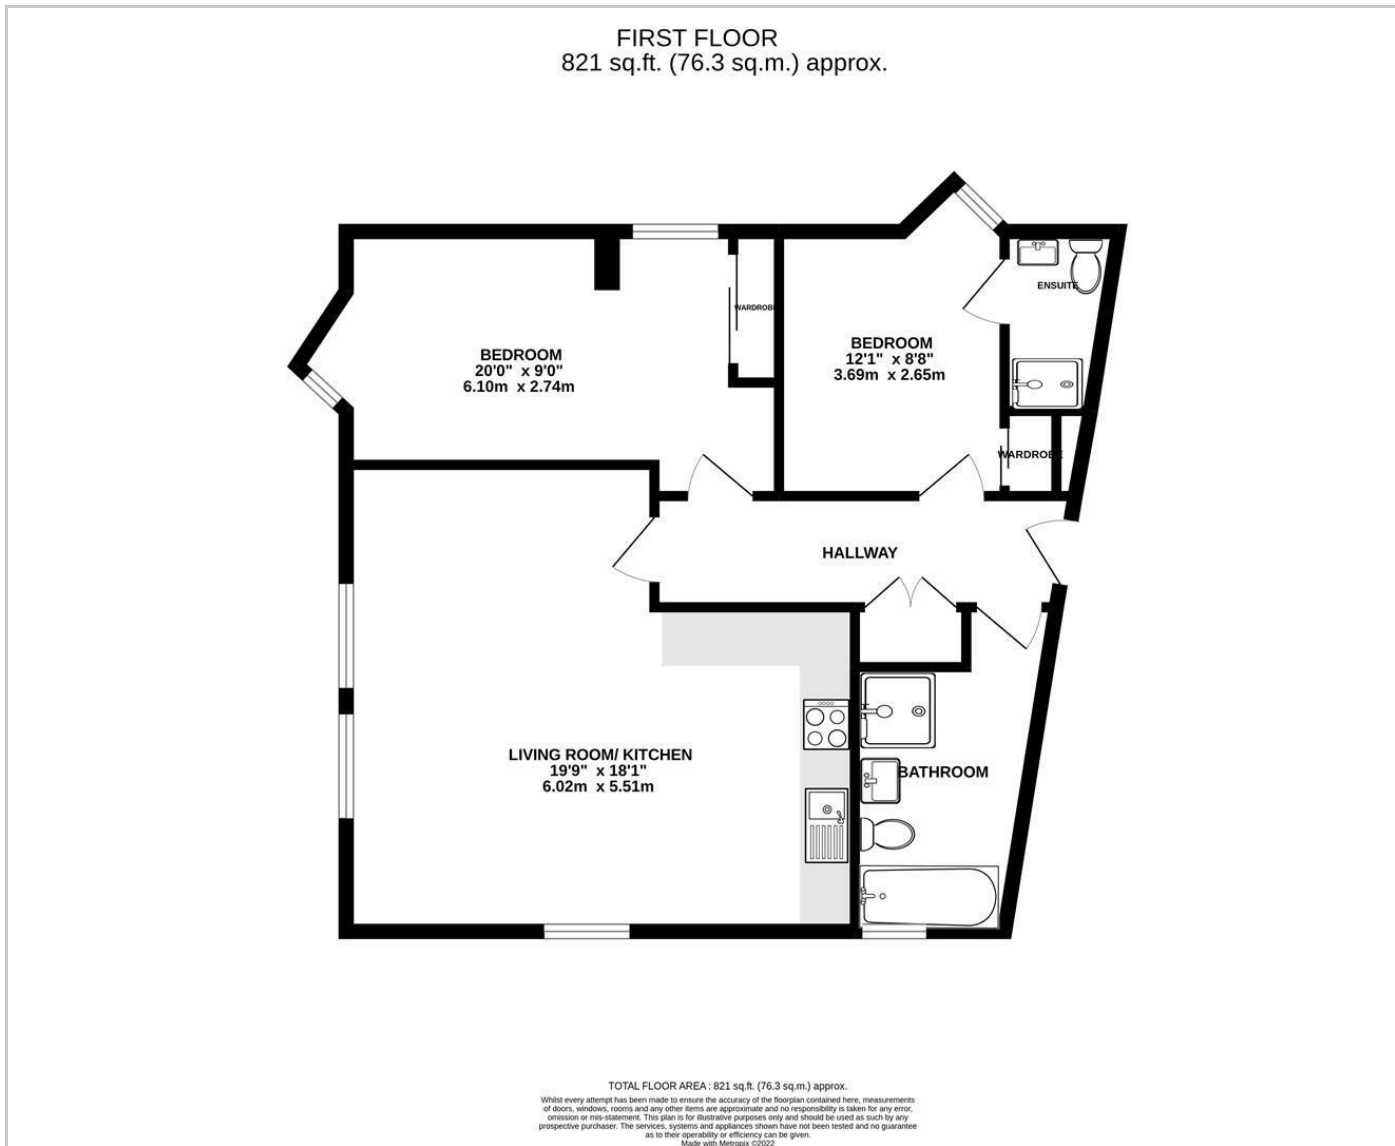 FIRST FLOOR
821 sq.ft. (76.3 sq.m.) approx.
WARDROBE
ENSUITE
BEDROOM
20'0" x 9'0"
6.10m x 2.74m
BEDROOM
12'1" x 8'8"
3.69m x 2.65m
WARDROBE
HALLWAY
LIVING ROOM/ KITCHEN
19'9" x 18'1"
6.02m x 5.51m
BATHROOM
TOTAL FLOOR AREA : 821 sq.ft. (76.3 sq.m.) approx.
Whilst every attempt has been made to ensure the accuracy of the floorplan contained here, measurements
of doors, windows, rooms and any other items are approximate and no responsibility is taken for any error,
omission or mis-statement. This plan is for illustrative purposes only and should be used as such by any
prospective purchaser. The services, systems and appliances shown have not been tested and no guarantee
as to their operability or efficiency can be given.
Made with Metropix ©2022